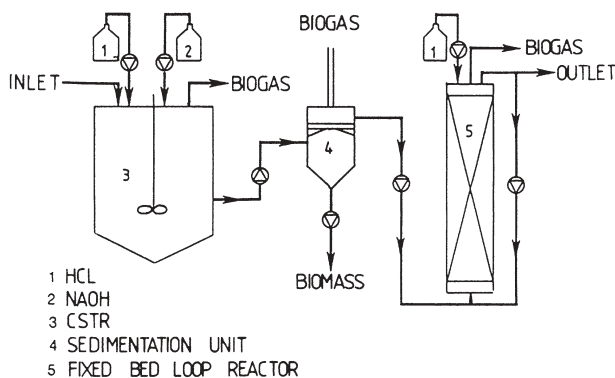 BIOGAS
1
2
1
BIOGAS
INLET
BIOGAS
OUTLET
3
4
5
BIOMASS
1 HCL
2 NAOH
3 CSTR
4 SEDIMENTATION UNIT
5 FIXED BED LOOP REACTOR